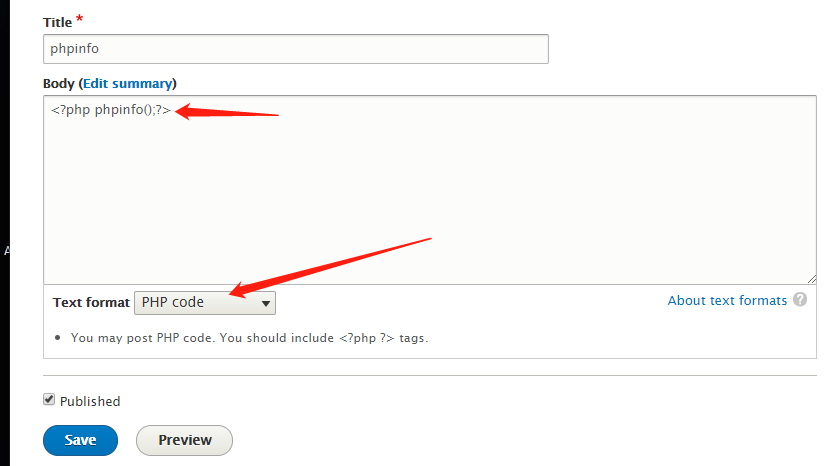 Title *
phpinfo
Body (Edit summary)
<?php phpinfo();?>
A
Text format PHP code About text formats ?
You may post PHP code. You should include <?php ?> tags.
Published
Save Preview